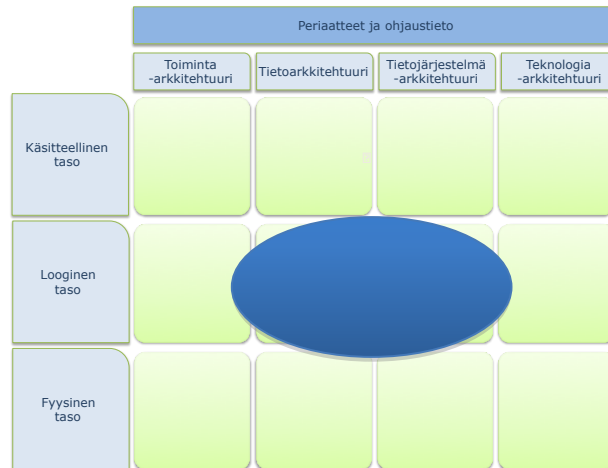 Periaatteet ja ohjaustieto
Toiminta
-arkkitehtuuri
Tietoarkkitehtuuri
Tietojärjestelmä
-arkkitehtuuri
Teknologia
-arkkitehtuuri
Käsitteellinen
taso
Looginen
taso
Fyysinen
taso